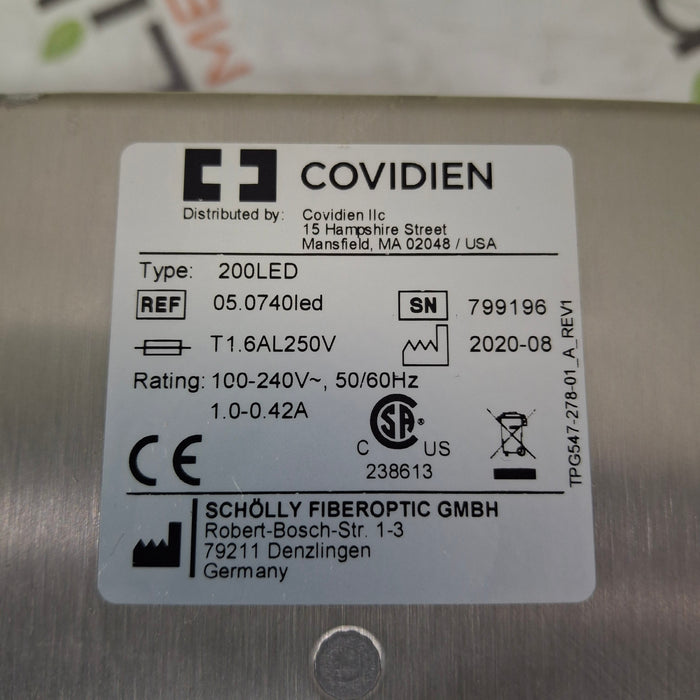 COVIDIEN
Distributed by: Covidien llc
15 Hampshire Street
Mansfield, MA 02048 / USA
Type: 200LED
REF 05.0740led SN 799196
T1.6AL250V 2020-08
Rating: 100-240V~, 50/60Hz
1.0-0.42A
CSA ®
C US
238613
CE
TPG547-278-01_A_REV1
SCHÖLLY FIBEROPTIC GMBH
Robert-Bosch-Str. 1-3
79211 Denzlingen
Germany